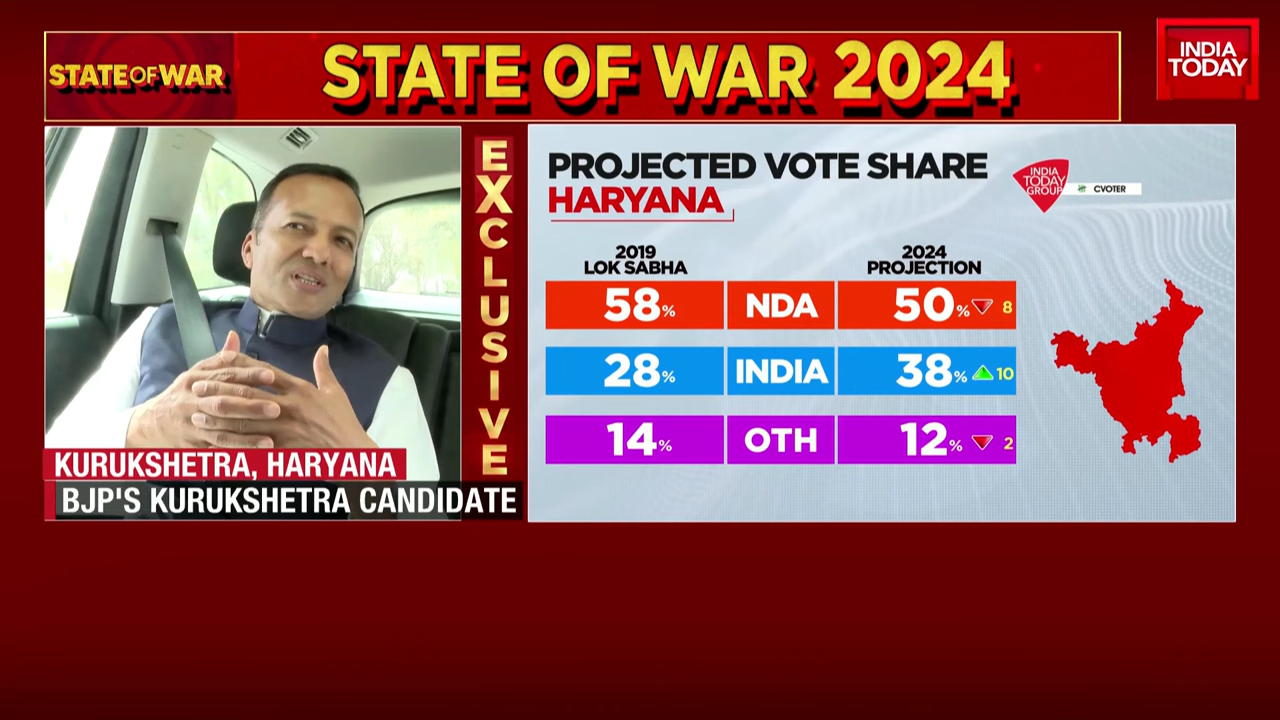 STATE OF WAR
STATE OF WAR 2024
INDIA
TODAY
EXCLUSIVE
PROJECTED VOTE SHARE
HARYANA
INDIA
TODAY
GROUP
CVOTER
2019
LOK SABHA
2024
PROJECTION
58% NDA 50% 8
28% INDIA 38% 10
14% OTH 12% 2
KURUKSHETRA, HARYANA
BJP'S KURUKSHETRA CANDIDATE